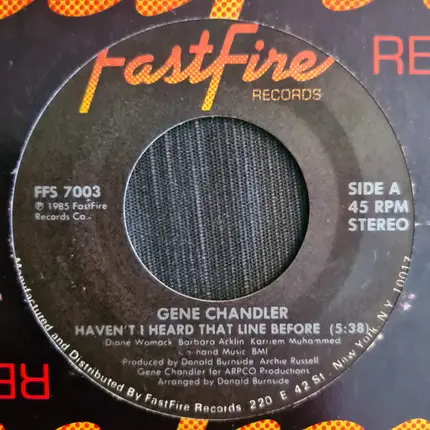 FastFire
RECORDS
FFS 7003
℗ 1985 FastFire
Records Co.
SIDE A
45 RPM
STEREO
GENE CHANDLER
HAVEN'T I HEARD THAT LINE BEFORE (5:38)
Diane Womack Barbara Acklin Karriem Muhammed
Music BMI
Produced by Donald Burnside Archie Russell
Gene Chandler for ARPCO Productions
Arranged by Donald Burnside
Manufactured and Distributed By FastFire Records 220 E 42 St. New York N.Y. 10017
RE
RE